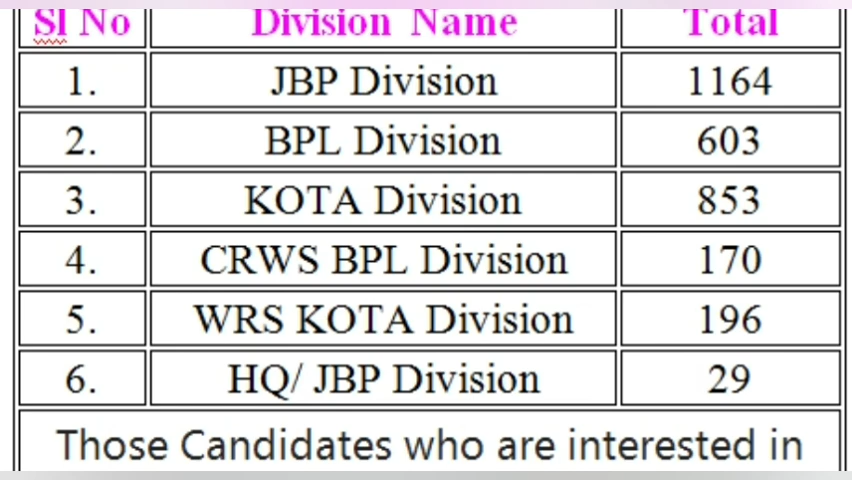 Sl No Division Name Total
1. JBP Division 1164
2. BPL Division 603
3. KOTA Division 853
4. CRWS BPL Division 170
5. WRS KOTA Division 196
6. HQ/ JBP Division 29
Those Candidates who are interested in